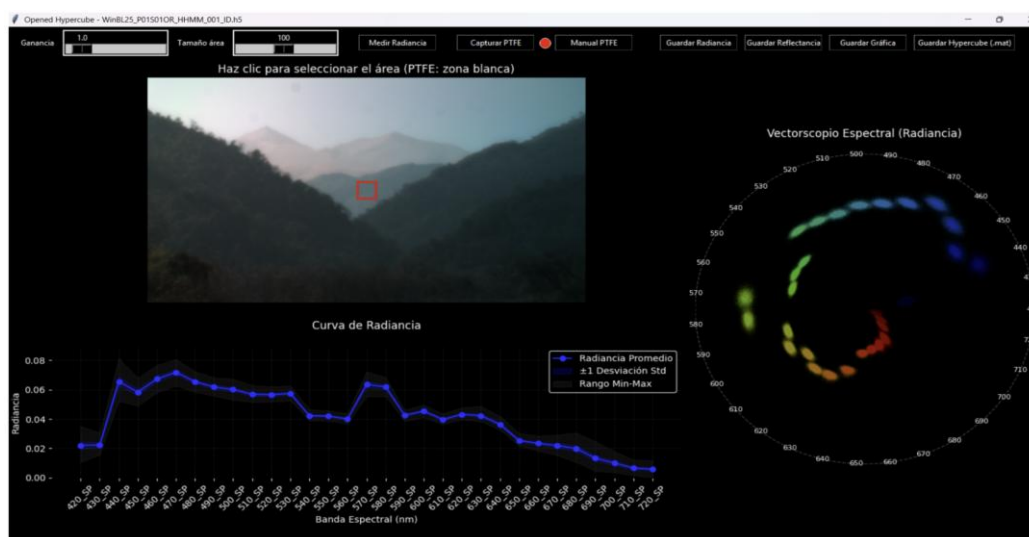 Opened Hypercube - WinBL25_P01S01OR_HHMM_001_ID.h5
Ganancia 1.0 Tamaño área 100 Medir Radiancia Capturar PTFE Manual PTFE Guardar Radiancia Guardar Reflectancia Guardar Gráfica Guardar Hypercube (.mat)
Haz clic para seleccionar el área (PTFE: zona blanca)
Vectorscopio Espectral (Radiancia)
510 500 490
520 480
530 470
540 460
550 450
560
570
580
590 710
600 700
610 690
620 680
630 670
640 650 660
Curva de Radiancia
Radiancia Promedio
±1 Desviación Std
Rango Min-Max
Radiancia
0.08
0.06
0.04
0.02
0.00
420_SP 430_SP 440_SP 450_SP 460_SP 470_SP 480_SP 490_SP 500_SP 510_SP 520_SP 530_SP 540_SP 550_SP 560_SP 570_SP 580_SP 590_SP 600_SP 610_SP 620_SP 630_SP 640_SP 650_SP 660_SP 670_SP 680_SP 690_SP 700_SP 710_SP 720_SP
Banda Espectral (nm)